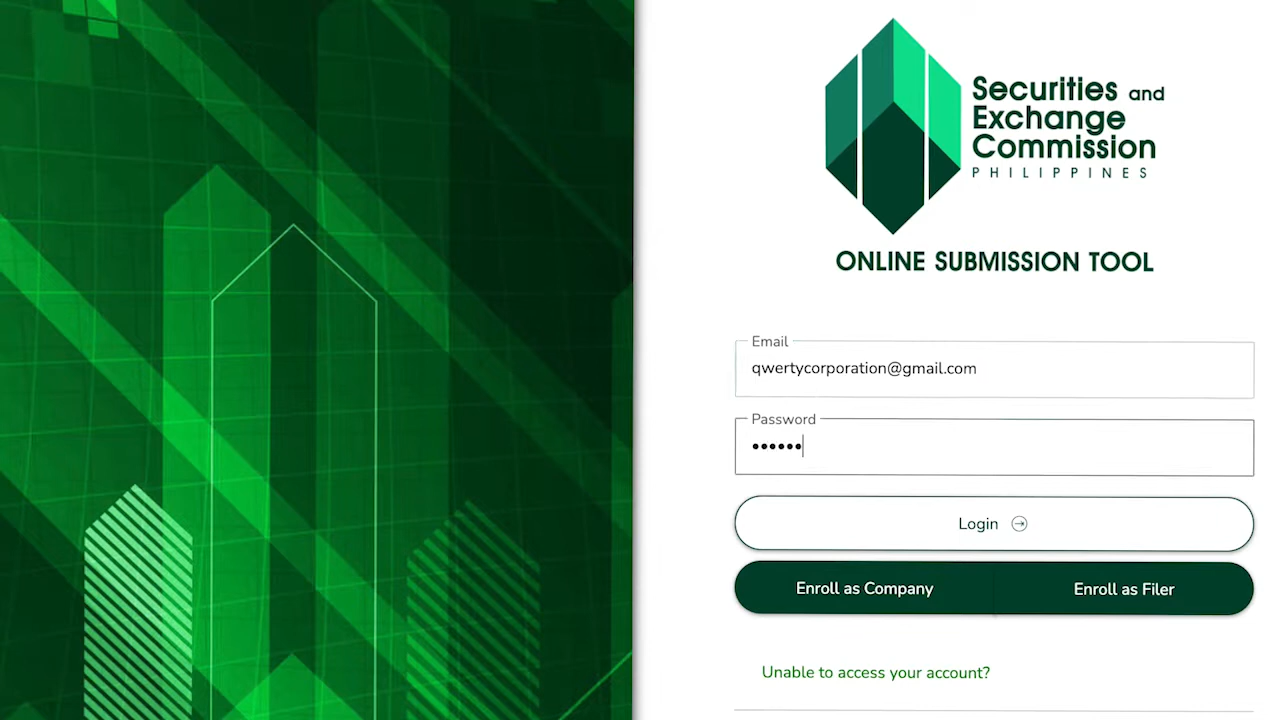 Securities and
Exchange
Commission
PHILIPPINES
ONLINE SUBMISSION TOOL
Email
qwertycorporation@gmail.com
Password
••••••
Login
Enroll as Company
Enroll as Filer
Unable to access your account?